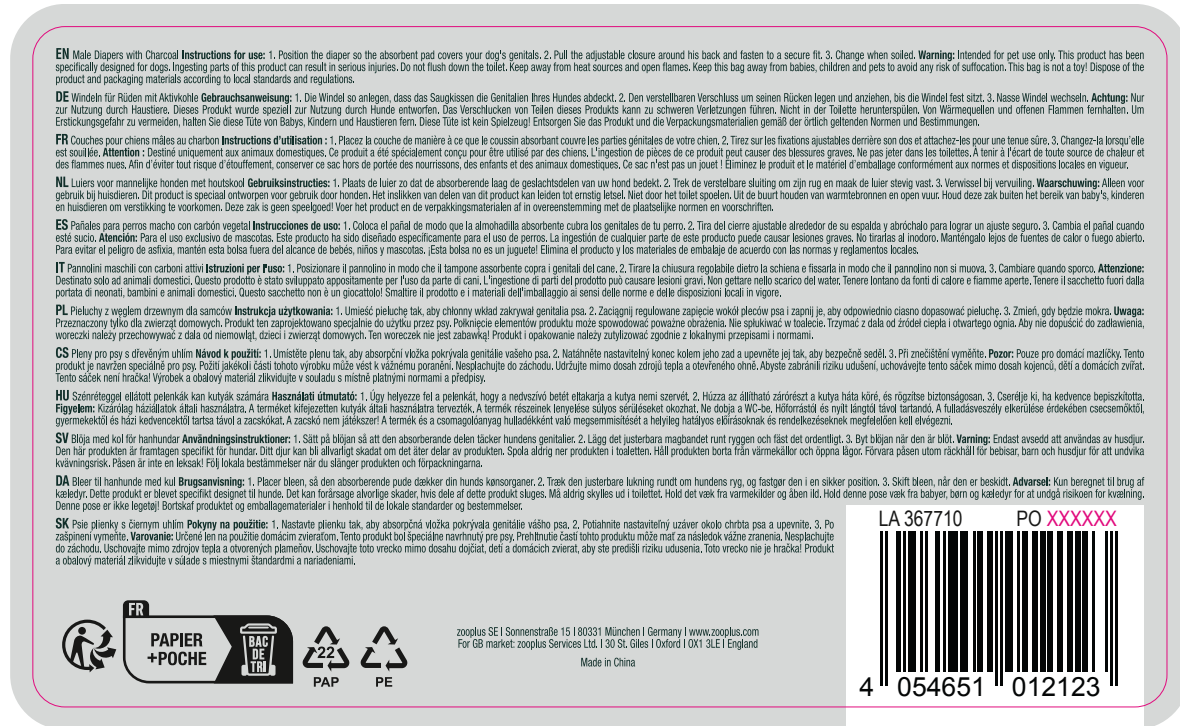 EN Male Diapers with Charcoal Instructions for use: 1. Position the diaper so the absorbent pad covers your dog's genitals. 2. Pull the adjustable closure around his back and fasten to a secure fit. 3. Change when soiled. Warning: Intended for pet use only. This product has been
specifically designed for dogs. Ingesting parts of this product can result in serious injuries. Do not flush down the toilet. Keep away from heat sources and open flames. Keep this bag away from babies, children and pets to avoid any risk of suffocation. This bag is not a toy! Dispose of the
product and packaging materials according to local standards and regulations.
DE Windeln für Rüden mit Aktivkohle Gebrauchsanweisung: 1. Die Windel so anlegen, dass das Saugkissen die Genitalien Ihres Hundes abdeckt. 2. Den verstellbaren Verschluss um seinen Rücken legen und anziehen, bis die Windel fest sitzt. 3. Nasse Windel wechseln. Achtung: Nur
zur Nutzung durch Haustiere. Dieses Produkt wurde speziell zur Nutzung durch Hunde entworfen. Das Verschlucken von Teilen dieses Produkts kann zu schweren Verletzungen führen. Nicht in der Toilette herunterspülen. Von Wärmequellen und offenen Flammen fernhalten. Um
Erstickungsgefahr zu vermeiden, halten Sie diese Tüte von Babys, Kindern und Haustieren fern. Diese Tüte ist kein Spielzeug! Entsorgen Sie das Produkt und die Verpackungsmaterialien gemäß der örtlich geltenden Normen und Bestimmungen.
FR Couches pour chiens mâles au charbon Instructions d'utilisation : 1. Placez la couche de manière à ce que le coussin absorbant couvre les parties génitales de votre chien. 2. Tirez sur les fixations ajustables derrière son dos et attachez-les pour une tenue sûre. 3. Changez-la lorsqu'elle
est souillée. Attention : Destiné uniquement aux animaux domestiques. Ce produit a été spécialement conçu pour être utilisé par des chiens. L'ingestion de pièces de ce produit peut causer des blessures graves. Ne pas jeter dans les toilettes. À tenir à l'écart de toute source de chaleur et
des flammes nues. Afin d'éviter tout risque d'étouffement, conserver ce sac hors de portée des nourrissons, des enfants et des animaux domestiques. Ce sac n'est pas un jouet ! Éliminez le produit et le matériel d'emballage conformément aux normes et dispositions locales en vigueur.
NL Luiers voor mannelijke honden met houtskool Gebruiksinstructies: 1. Plaats de luier zo dat de absorberende laag de geslachtsdelen van uw hond bedekt. 2. Trek de verstelbare sluiting om zijn rug en maak de luier stevig vast. 3. Verwissel bij vervuiling. Waarschuwing: Alleen voor
gebruik bij huisdieren. Dit product is speciaal ontworpen voor gebruik door honden. Het inslikken van delen van dit product kan leiden tot ernstig letsel. Niet door het toilet spoelen. Uit de buurt houden van warmtebronnen en open vuur. Houd deze zak buiten het bereik van baby's, kinderen
en huisdieren om verstikking te voorkomen. Deze zak is geen speelgoed! Voer het product en de verpakkingsmaterialen af in overeenstemming met de plaatselijke normen en voorschriften.
ES Pañales para perros macho con carbón vegetal Instrucciones de uso: 1. Coloca el pañal de modo que la almohadilla absorbente cubra los genitales de tu perro. 2. Tira del cierre ajustable alrededor de su espalda y abróchalo para lograr un ajuste seguro. 3. Cambia el pañal cuando
esté sucio. Atención: Para el uso exclusivo de mascotas. Este producto ha sido diseñado específicamente para el uso de perros. La ingestión de cualquier parte de este producto puede causar lesiones graves. No tirarlas al inodoro. Manténgalo lejos de fuentes de calor o fuego abierto.
Para evitar el peligro de asfixia, mantén esta bolsa fuera del alcance de bebés, niños y mascotas. ¡Esta bolsa no es un juguete! Elimina el producto y los materiales de embalaje de acuerdo con las normas y reglamentos locales.
IT Pannolini maschili con carboni attivi Istruzioni per l'uso: 1. Posizionare il pannolino in modo che il tampone assorbente copra i genitali del cane. 2. Tirare la chiusura regolabile dietro la schiena e fissarla in modo che il pannolino non si muova. 3. Cambiare quando sporco. Attenzione:
Destinato solo ad animali domestici. Questo prodotto è stato sviluppato appositamente per l'uso da parte di cani. L'ingestione di parti del prodotto può causare lesioni gravi. Non gettare nello scarico del water. Tenere lontano da fonti di calore e fiamme aperte. Tenere il sacchetto fuori dalla
portata di neonati, bambini e animali domestici. Questo sacchetto non è un giocattolo! Smaltire il prodotto e i materiali dell'imballaggio ai sensi delle norme e delle disposizioni locali in vigore.
PL Pieluchy z węglem drzewnym dla samców Instrukcja użytkowania: 1. Umieść pieluchę tak, aby chłonny wkład zakrywał genitalia psa. 2. Zaciągnij regulowane zapięcie wokół pleców psa i zapnij je, aby odpowiednio ciasno dopasować pieluchę. 3. Zmień, gdy będzie mokra. Uwaga:
Przeznaczony tylko dla zwierząt domowych. Produkt ten zaprojektowano specjalnie do użytku przez psy. Połknięcie elementów produktu może spowodować poważne obrażenia. Nie spłukiwać w toalecie. Trzymać z dala od źródeł ciepła i otwartego ognia. Aby nie dopuścić do zadławienia,
woreczki należy przechowywać z dala od niemowląt, dzieci i zwierząt domowych. Ten woreczek nie jest zabawką! Produkt i opakowanie należy zutylizować zgodnie z lokalnymi przepisami i normami.
CS Pleny pro psy s dřevěným uhlím Návod k použití: 1. Umístěte plenu tak, aby absorpční vložka pokrývala genitálie vašeho psa. 2. Natáhněte nastavitelný konec kolem jeho zad a upevněte jej tak, aby bezpečně seděl. 3. Při znečištění vyměňte. Pozor: Pouze pro domácí mazlíčky. Tento
produkt je navržen speciálně pro psy. Požití jakékoli části tohoto výrobku může vést k vážnému poranění. Nesplachujte do záchodu. Udržujte mimo dosah zdrojů tepla a otevřeného ohně. Abyste zabránili riziku udušení, uchovávejte tento sáček mimo dosah kojenců, dětí a domácích zvířat.
Tento sáček není hračka! Výrobek a obalový materiál zlikvidujte v souladu s místně platnými normami a předpisy.
HU Szénréteggel ellátott pelenkák kan kutyák számára Használati útmutató: 1. Úgy helyezze fel a pelenkát, hogy a nedvszívó betét eltakarja a kutya nemi szervét. 2. Húzza az állítható zárórészt a kutya háta köré, és rögzítse biztonságosan. 3. Cserélje ki, ha kedvence bepiszkította.
Figyelem: Kizárólag háziállatok általi használatra. A terméket kifejezetten kutyák általi használatra tervezték. A termék részeinek lenyelése súlyos sérüléseket okozhat. Ne dobja a WC-be. Hőforrástól és nyílt lángtól távol tartandó. A fulladásveszély elkerülése érdekében csecsemőktől,
gyermekektől és házi kedvencektől tartsa távol a zacskókat. A zacskó nem játékszer! A termék és a csomagolóanyag hulladékként való megsemmisítését a helyileg hatályos előírásoknak és rendelkezéseknek megfelelően kell elvégezni.
SV Blöja med kol för hanhundar Användningsinstruktioner: 1. Sätt på blöjan så att den absorberande delen täcker hundens genitalier. 2. Lägg det justerbara magbandet runt ryggen och fäst det ordentligt. 3. Byt blöjan när den är blöt. Varning: Endast avsedd att användas av husdjur.
Den här produkten är framtagen specifikt för hundar. Ditt djur kan bli allvarligt skadat om det äter delar av produkten. Spola aldrig ner produkten i toaletten. Håll produkten borta från värmekällor och öppna lågor. Förvara påsen utom räckhåll för bebisar, barn och husdjur för att undvika
kvävningsrisk. Påsen är inte en leksak! Följ lokala bestämmelser när du slänger produkten och förpackningarna.
DA Bleer til hanhunde med kul Brugsanvisning: 1. Placer bleen, så den absorberende pude dækker din hunds kønsorganer. 2. Træk den justerbare lukning rundt om hundens ryg, og fastgør den i en sikker position. 3. Skift bleen, når den er beskidt. Advarsel: Kun beregnet til brug af
kæledyr. Dette produkt er blevet specifikt designet til hunde. Det kan forårsage alvorlige skader, hvis dele af dette produkt sluges. Må aldrig skylles ud i toilettet. Hold det væk fra varmekilder og åben ild. Hold denne pose væk fra babyer, børn og kæledyr for at undgå risikoen for kvælning.
Denne pose er ikke legetøj! Bortskaf produktet og emballagematerialer i henhold til de lokale standarder og bestemmelser.
SK Psie plienky s čiernym uhlím Pokyny na použitie: 1. Nastavte plienku tak, aby absorpčná vložka pokrývala genitálie vášho psa. 2. Potiahnite nastaviteľný uzáver okolo chrbta psa a upevnite. 3. Po
zašpinení vymeňte. Varovanie: Určené len na použitie domácim zvieraťom. Tento produkt bol špeciálne navrhnutý pre psy. Prehltnutie častí tohto produktu môže mať za následok vážne zranenia. Nesplachujte
do záchodu. Uschovajte mimo zdrojov tepla a otvorených plameňov. Uschovajte toto vrecko mimo dosahu dojčiat, detí a domácich zvierat, aby ste predišli riziku udusenia. Toto vrecko nie je hračka! Produkt
a obalový materiál zlikvidujte v súlade s miestnymi štandardmi a nariadeniami.
LA 367710 PO XXXXXX
FR
PAPIER
+POCHE
BAC
DE
TRI
22
PAP
PE
zooplus SE I Sonnenstraße 15 I 80331 München I Germany I www.zooplus.com
For GB market: zooplus Services Ltd. I 30 St. Giles I Oxford I OX1 3LE I England
Made in China
4 054651 012123